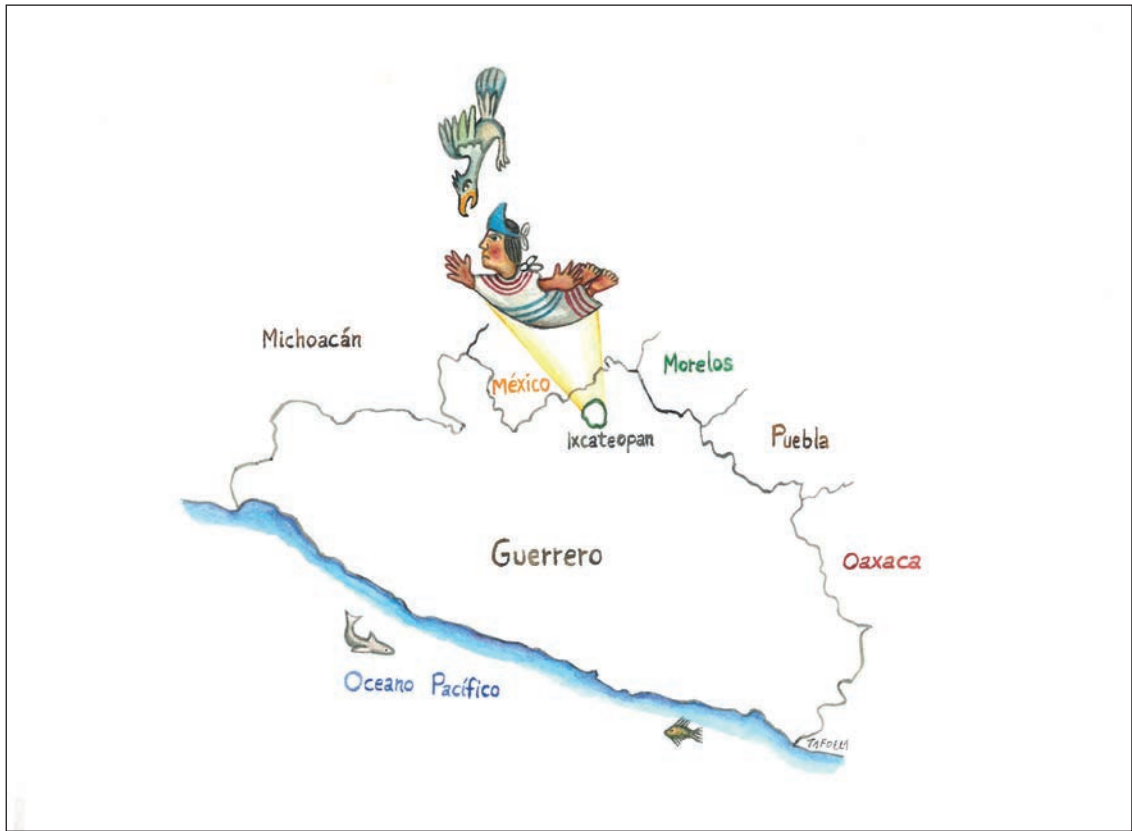 Michoacán
México
Morelos
Ixcateopan
Puebla
Guerrero
Oaxaca
Oceano Pacífico
TAFOLLA